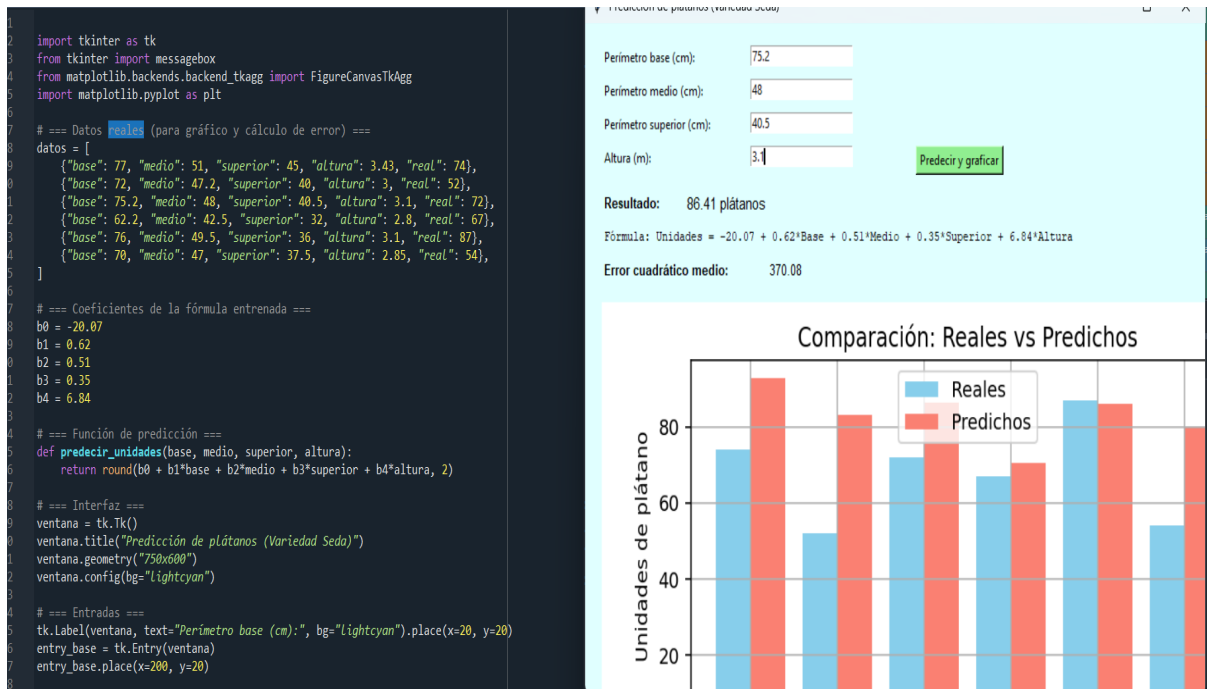 import tkinter as tk
from tkinter import messagebox
from matplotlib.backends.backend_tkagg import FigureCanvasTkAgg
import matplotlib.pyplot as plt
# === Datos reales (para gráfico y cálculo de error) ===
datos = [
{"base": 77, "medio": 51, "superior": 45, "altura": 3.43, "real": 74},
{"base": 72, "medio": 47.2, "superior": 40, "altura": 3, "real": 52},
{"base": 75.2, "medio": 48, "superior": 40.5, "altura": 3.1, "real": 72},
{"base": 62.2, "medio": 42.5, "superior": 32, "altura": 2.8, "real": 67},
{"base": 76, "medio": 49.5, "superior": 36, "altura": 3.1, "real": 87},
{"base": 70, "medio": 47, "superior": 37.5, "altura": 2.85, "real": 54},
]
# === Coeficientes de la fórmula entrenada ===
b0 = -20.07
b1 = 0.62
b2 = 0.51
b3 = 0.35
b4 = 6.84
# === Función de predicción ===
def predecir_unidades(base, medio, superior, altura):
return round(b0 + b1*base + b2*medio + b3*superior + b4*altura, 2)
# === Interfaz ===
ventana = tk.Tk()
ventana.title("Predicción de plátanos (Variedad Seda)")
ventana.geometry("750x600")
ventana.config(bg="lightcyan")
# === Entradas ===
tk.Label(ventana, text="Perímetro base (cm):", bg="lightcyan").place(x=20, y=20)
entry_base = tk.Entry(ventana)
entry_base.place(x=200, y=20)
Predicción de plátanos (Variedad Seda)
Perímetro base (cm): 75.2
Perímetro medio (cm): 48
Perímetro superior (cm): 40.5
Altura (m): 3.1 Predecir y graficar
Resultado: 86.41 plátanos
Fórmula: Unidades = -20.07 + 0.62*Base + 0.51*Medio + 0.35*Superior + 6.84*Altura
Error cuadrático medio: 370.08
Comparación: Reales vs Predichos
Reales
Predichos
Unidades de plátano
80
60
40
20